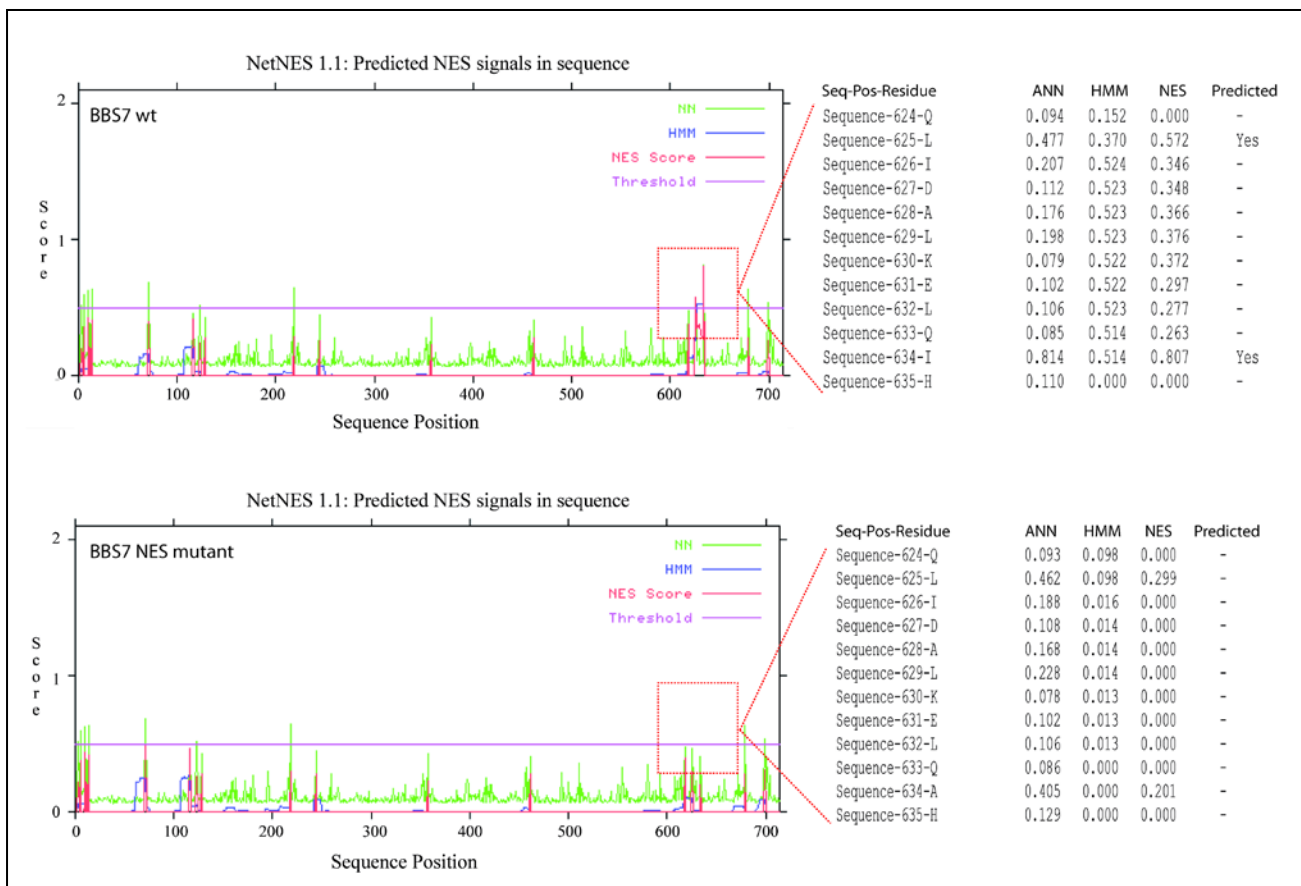 NetNES 1.1: Predicted NES signals in sequence
BBS7 wt
NN
HMM
NES Score
Threshold
Score
2
1
0
0 100 200 300 400 500 600 700
Sequence Position
Seq-Pos-Residue ANN HMM NES Predicted
Sequence-624-Q 0.094 0.152 0.000 -
Sequence-625-L 0.477 0.370 0.572 Yes
Sequence-626-I 0.207 0.524 0.346 -
Sequence-627-D 0.112 0.523 0.348 -
Sequence-628-A 0.176 0.523 0.366 -
Sequence-629-L 0.198 0.523 0.376 -
Sequence-630-K 0.079 0.522 0.372 -
Sequence-631-E 0.102 0.522 0.297 -
Sequence-632-L 0.106 0.523 0.277 -
Sequence-633-Q 0.085 0.514 0.263 -
Sequence-634-I 0.814 0.514 0.807 Yes
Sequence-635-H 0.110 0.000 0.000 -
NetNES 1.1: Predicted NES signals in sequence
BBS7 NES mutant
NN
HMM
NES Score
Threshold
Score
2
1
0
0 100 200 300 400 500 600 700
Sequence Position
Seq-Pos-Residue ANN HMM NES Predicted
Sequence-624-Q 0.093 0.098 0.000 -
Sequence-625-L 0.462 0.098 0.299 -
Sequence-626-I 0.188 0.016 0.000 -
Sequence-627-D 0.108 0.014 0.000 -
Sequence-628-A 0.168 0.014 0.000 -
Sequence-629-L 0.228 0.014 0.000 -
Sequence-630-K 0.078 0.013 0.000 -
Sequence-631-E 0.102 0.013 0.000 -
Sequence-632-L 0.106 0.013 0.000 -
Sequence-633-Q 0.086 0.000 0.000 -
Sequence-634-A 0.405 0.000 0.201 -
Sequence-635-H 0.129 0.000 0.000 -